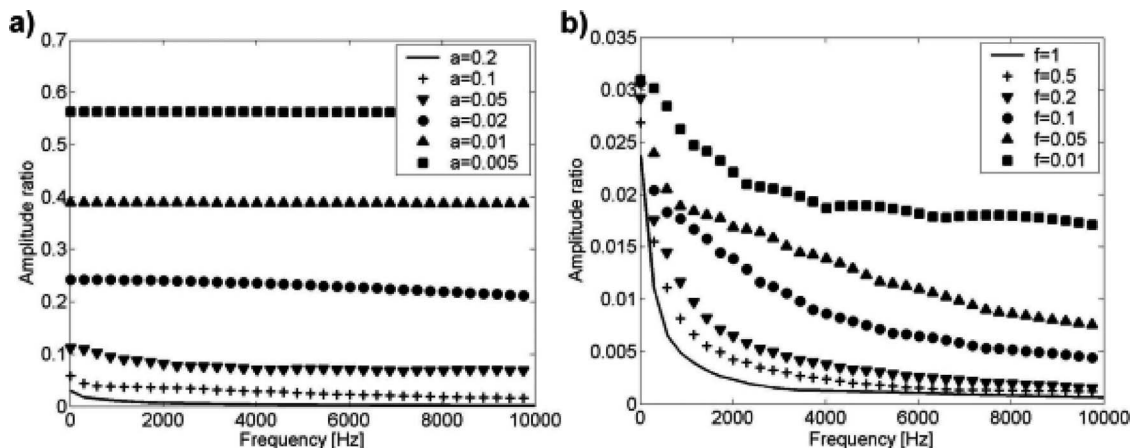 a)
0.7
0.6
0.5
0.4
0.3
0.2
0.1
0
Amplitude ratio
a=0.2
a=0.1
a=0.05
a=0.02
a=0.01
a=0.005
0 2000 4000 6000 8000 10000
Frequency [Hz]
b)
0.035
0.03
0.025
0.02
0.015
0.01
0.005
0
Amplitude ratio
f=1
f=0.5
f=0.2
f=0.1
f=0.05
f=0.01
0 2000 4000 6000 8000 10000
Frequency [Hz]